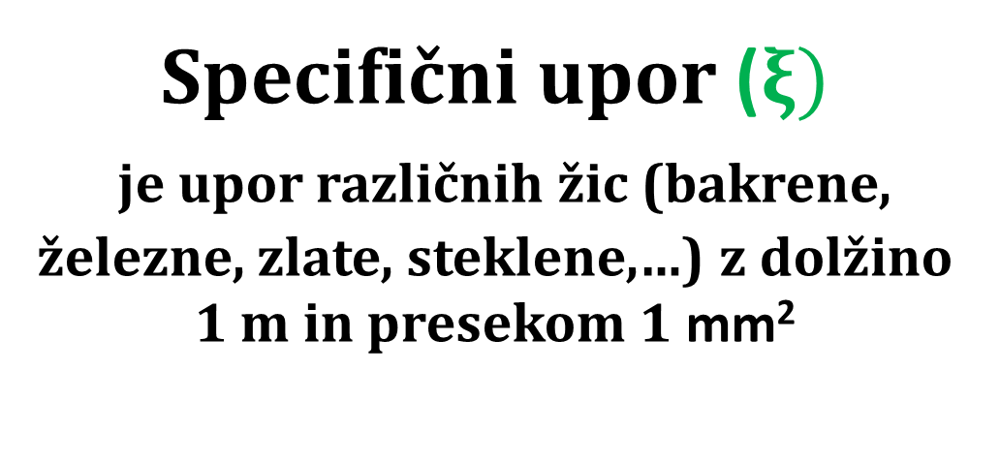 Specifični upor (ξ)
je upor različnih žic (bakrene,
železne, zlate, steklene,...) z dolžino
1 m in presekom 1 mm²